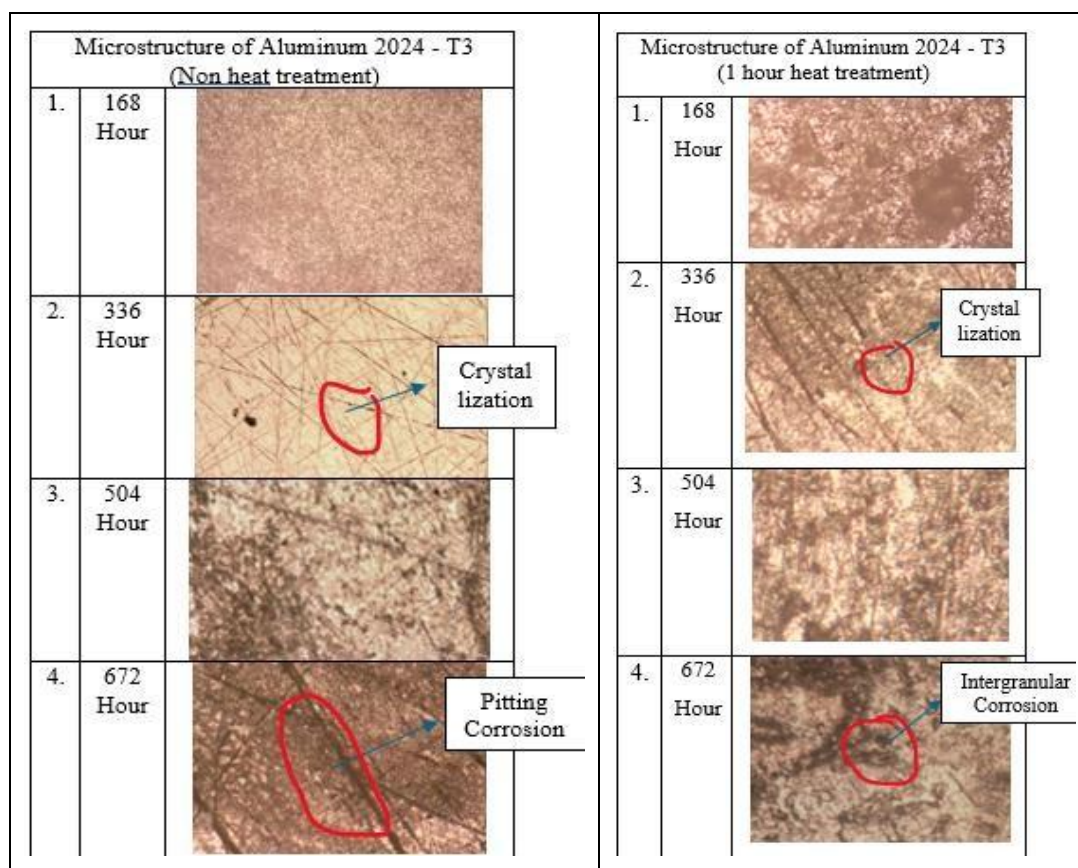 Microstructure of Aluminum 2024 - T3
(Non heat treatment)
1.
168
Hour
2.
336
Hour
Crystal
lization
3.
504
Hour
4.
672
Hour
Pitting
Corrosion
Microstructure of Aluminum 2024 - T3
(1 hour heat treatment)
1.
168
Hour
2.
336
Hour
Crystal
lization
3.
504
Hour
4.
672
Hour
Intergranular
Corrosion